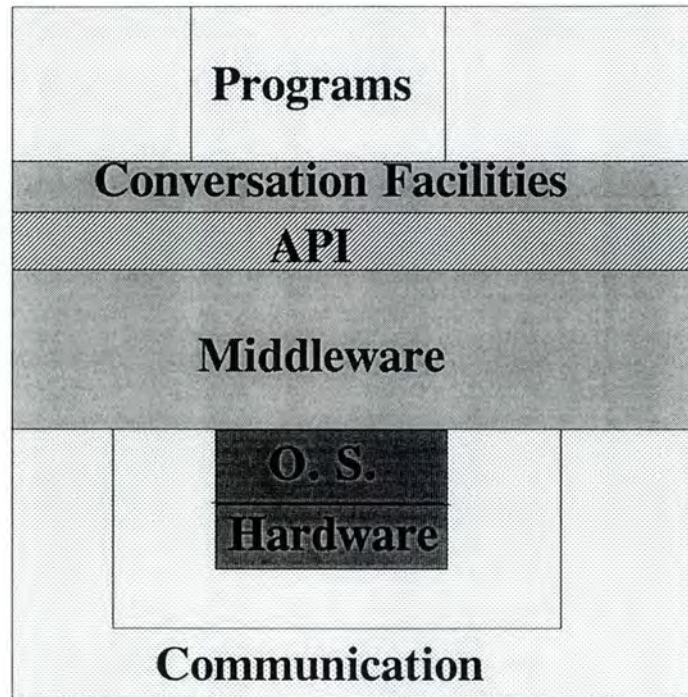 Programs
Conversation Facilities
API
Middleware
O. S.
Hardware
Communication